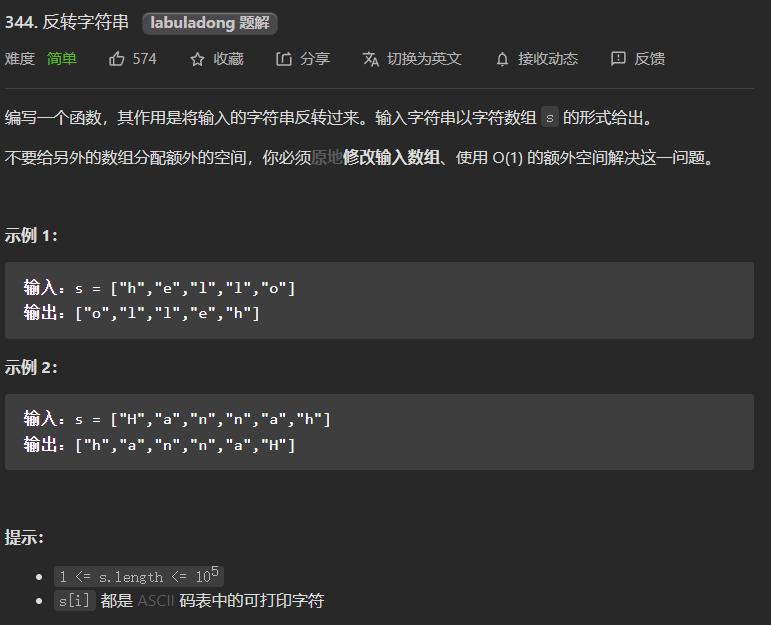 344. 反转字符串 labuladong 题解
难度 简单 574 收藏 分享 切换为英文 接收动态 反馈
编写一个函数，其作用是将输入的字符串反转过来。输入字符串以字符数组 s 的形式给出。
不要给另外的数组分配额外的空间，你必须原地修改输入数组、使用 O(1) 的额外空间解决这一问题。
示例 1：
输入：s = ["h","e","l","l","o"]
输出：["o","l","l","e","h"]
示例 2：
输入：s = ["H","a","n","n","a","h"]
输出：["h","a","n","n","a","H"]
提示：
1 <= s.length <= 10⁵
s[i] 都是 ASCII 码表中的可打印字符